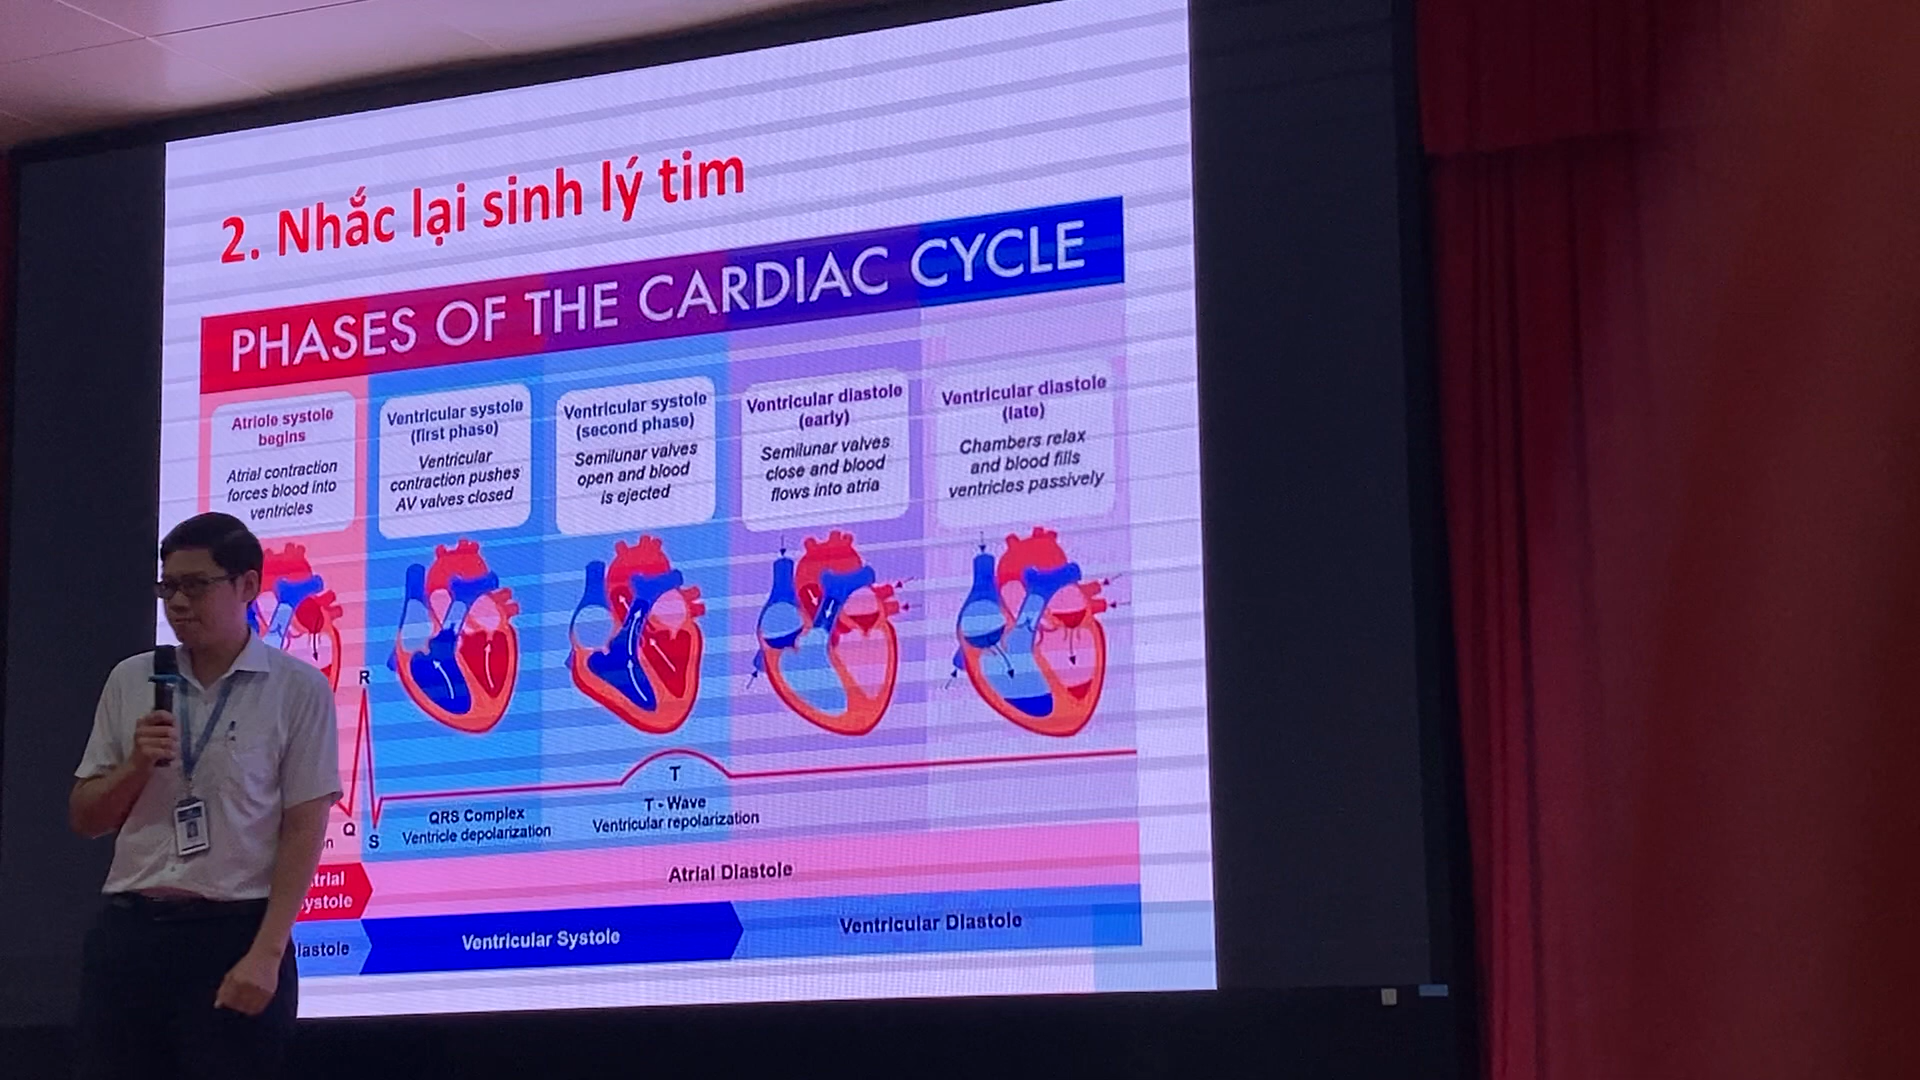 2. Nhắc lại sinh lý tim
PHASES OF THE CARDIAC CYCLE
Atriole systole
begins
Atrial contraction
forces blood into
ventricles
Ventricular systole
(first phase)
Ventricular
contraction pushes
AV valves closed
Ventricular systole
(second phase)
Semilunar valves
open and blood
is ejected
Ventricular diastole
(early)
Semilunar valves
close and blood
flows into atria
Ventricular diastole
(late)
Chambers relax
and blood fills
ventricles passively
R
Q
S
T
QRS Complex
Ventricle depolarization
T - Wave
Ventricular repolarization
Atrial Diastole
Ventricular Systole
Ventricular Diastole